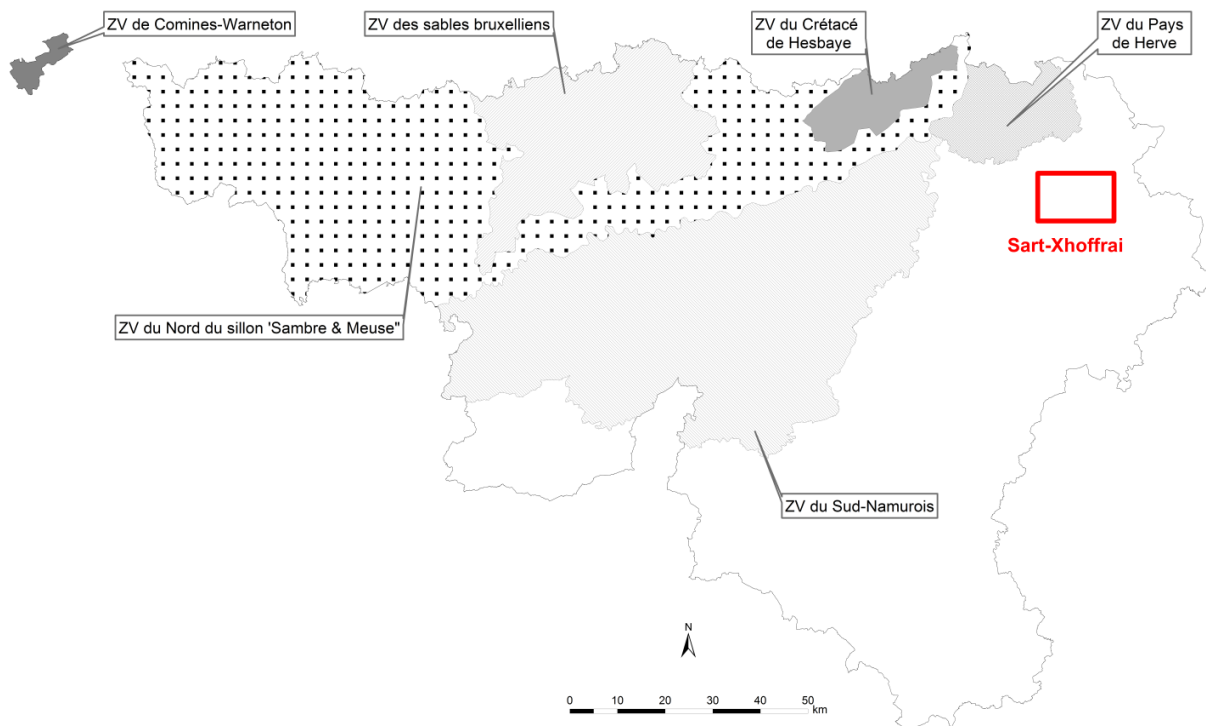 ZV de Comines-Warneton
ZV des sables bruxelliens
ZV du Crétacé
de Hesbaye
ZV du Pays
de Herve
Sart-Xhoffrai
ZV du Nord du sillon 'Sambre & Meuse"
ZV du Sud-Namurois
N
0 10 20 30 40 50
km